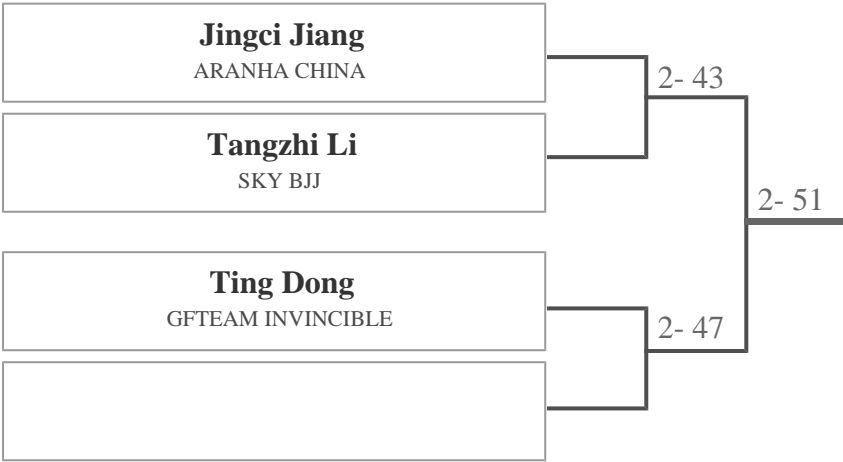 Jingci Jiang
ARANHA CHINA
2- 43
Tangzhi Li
SKY BJJ
2- 51
Ting Dong
GFTEAM INVINCIBLE
2- 47